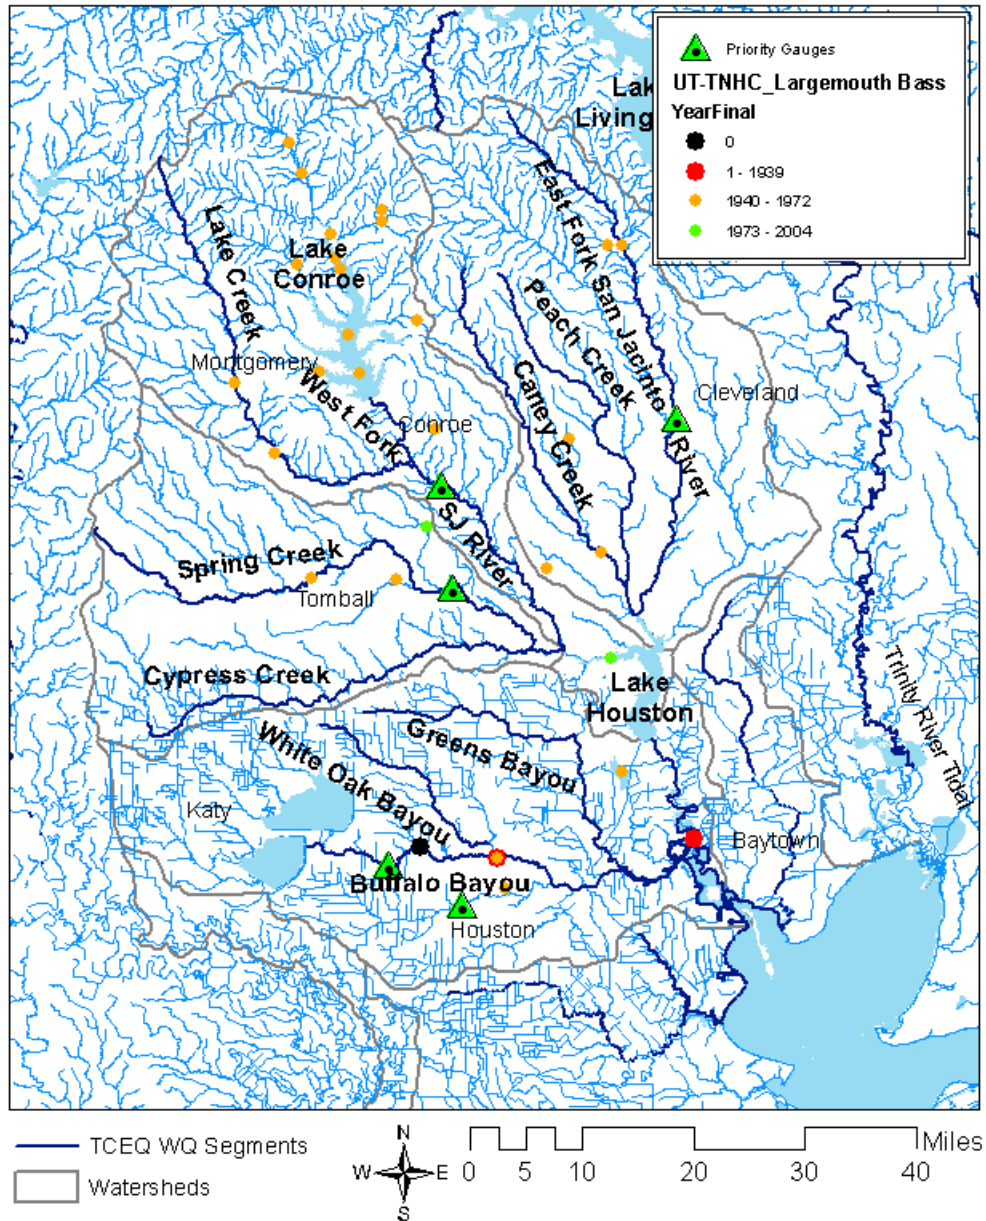 Priority Gauges
UT-TNHC_Largemouth Bass
YearFinal
0
1 - 1939
1940 - 1972
1973 - 2004
Lak
Living
East Fork San Jacinto River
Lake Creek
Lake
Conroe
Peach Creek
Caney Creek
Montgomery
West Fork
SJ River
Conroe
Cleveland
Spring Creek
Tomball
Cypress Creek
Lake
Houston
Trinity River Tidal
Greens Bayou
White Oak Bayou
Katy
Baytown
Buffalo Bayou
Houston
TCEQ WQ Segments
Watersheds
N
W E
S
Miles
0 5 10 20 30 40